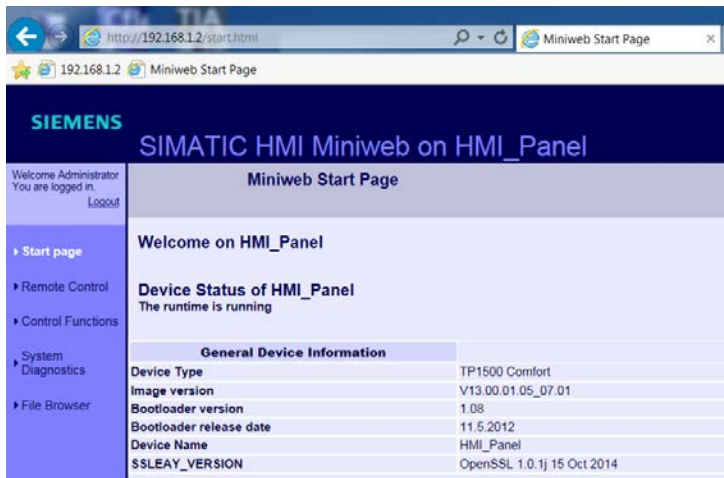 http://192.168.1.2/start.html
Miniweb Start Page
192.168.1.2 Miniweb Start Page
SIEMENS
SIMATIC HMI Miniweb on HMI_Panel
Welcome Administrator
You are logged in.
Logout
Miniweb Start Page
Start page
Remote Control
Control Functions
System
Diagnostics
File Browser
Welcome on HMI_Panel
Device Status of HMI_Panel
The runtime is running
General Device Information
Device Type TP1500 Comfort
Image version V13.00.01.05_07.01
Bootloader version 1.08
Bootloader release date 11.5.2012
Device Name HMI_Panel
SSLEAY_VERSION OpenSSL 1.0.1j 15 Oct 2014